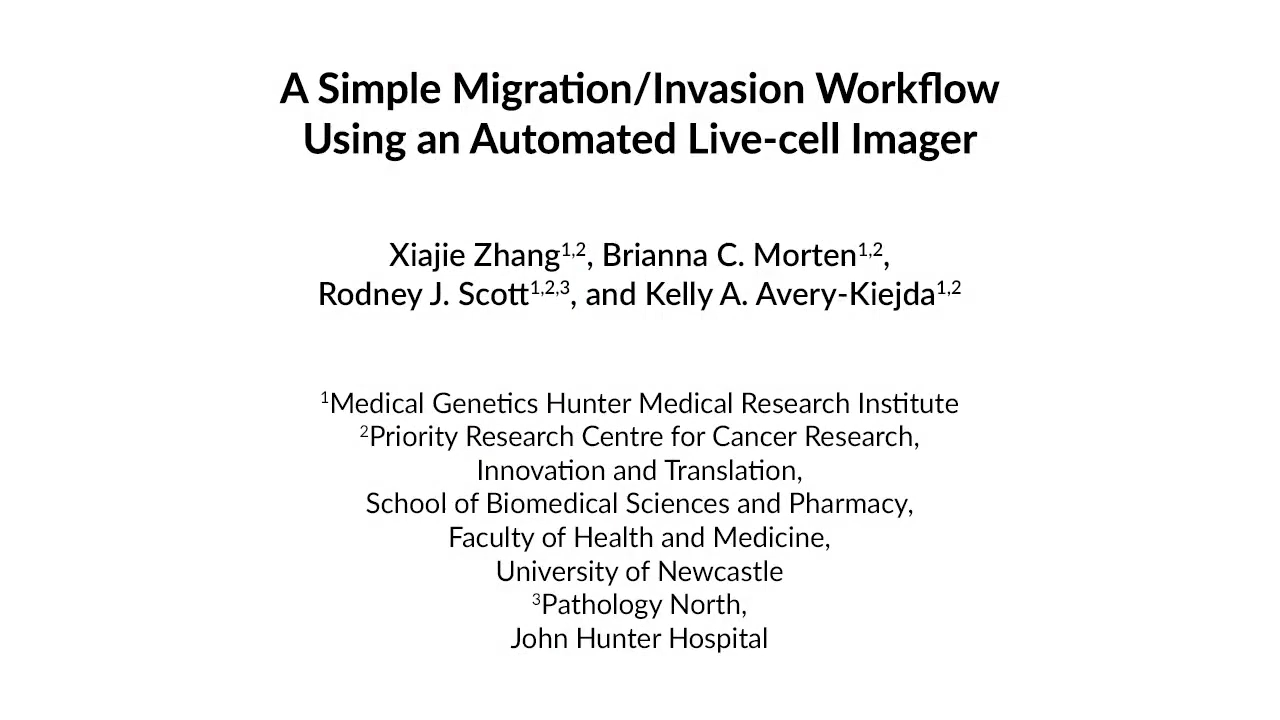 A Simple Migration/Invasion Workflow
Using an Automated Live-cell Imager
Xiajie Zhang1,2, Brianna C. Morten1,2,
Rodney J. Scott1,2,3, and Kelly A. Avery-Kiejda1,2
1Medical Genetics Hunter Medical Research Institute
2Priority Research Centre for Cancer Research,
Innovation and Translation,
School of Biomedical Sciences and Pharmacy,
Faculty of Health and Medicine,
University of Newcastle
3Pathology North,
John Hunter Hospital